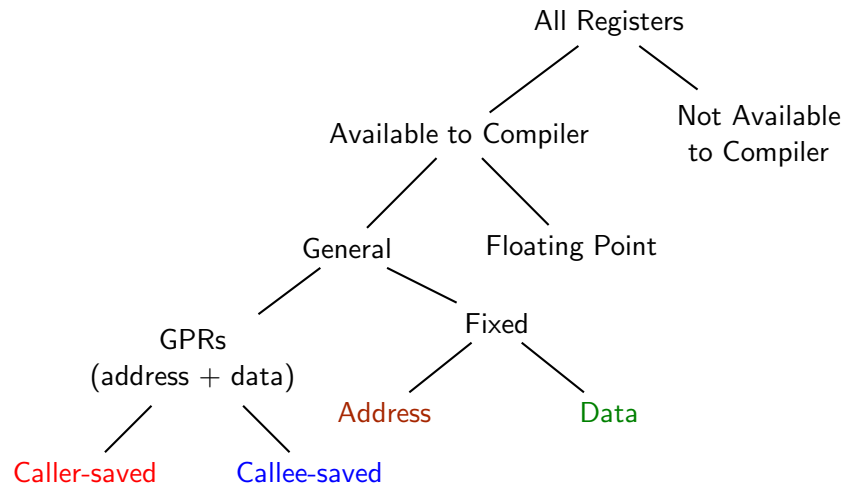 All Registers
Available to Compiler
Not Available
to Compiler
General
Floating Point
GPRs
(address + data)
Fixed
Address
Data
Caller-saved
Callee-saved